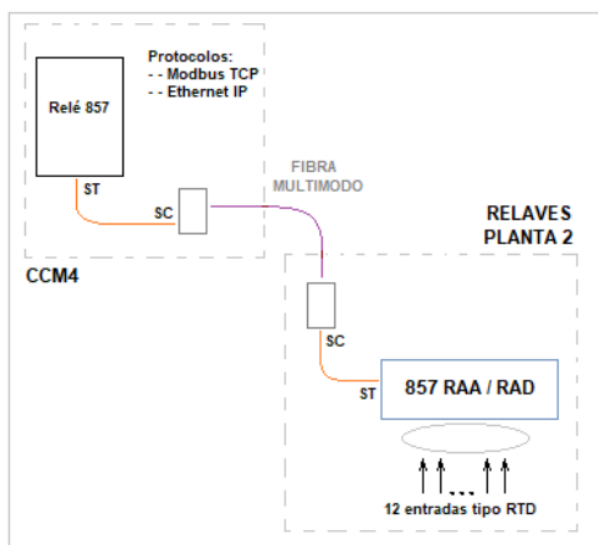 Protocolos:
- - Modbus TCP
- - Ethernet IP
Relé 857
ST
SC
FIBRA
MULTIMODO
CCM4
RELAVES
PLANTA 2
SC
ST
857 RAA / RAD
...
12 entradas tipo RTD